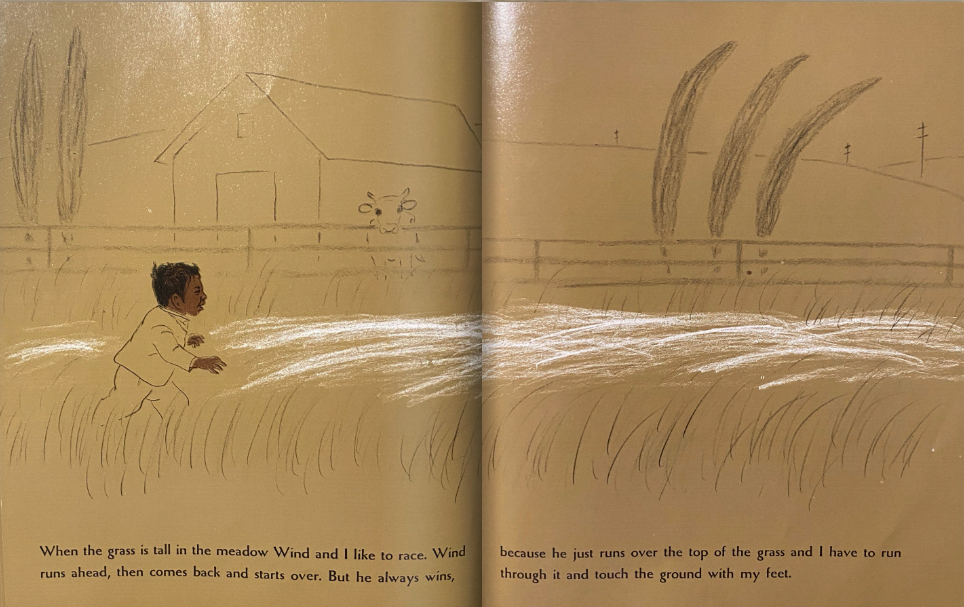 When the grass is tall in the meadow Wind and I like to race. Wind
runs ahead, then comes back and starts over. But he always wins,
because he just runs over the top of the grass and I have to run
through it and touch the ground with my feet.